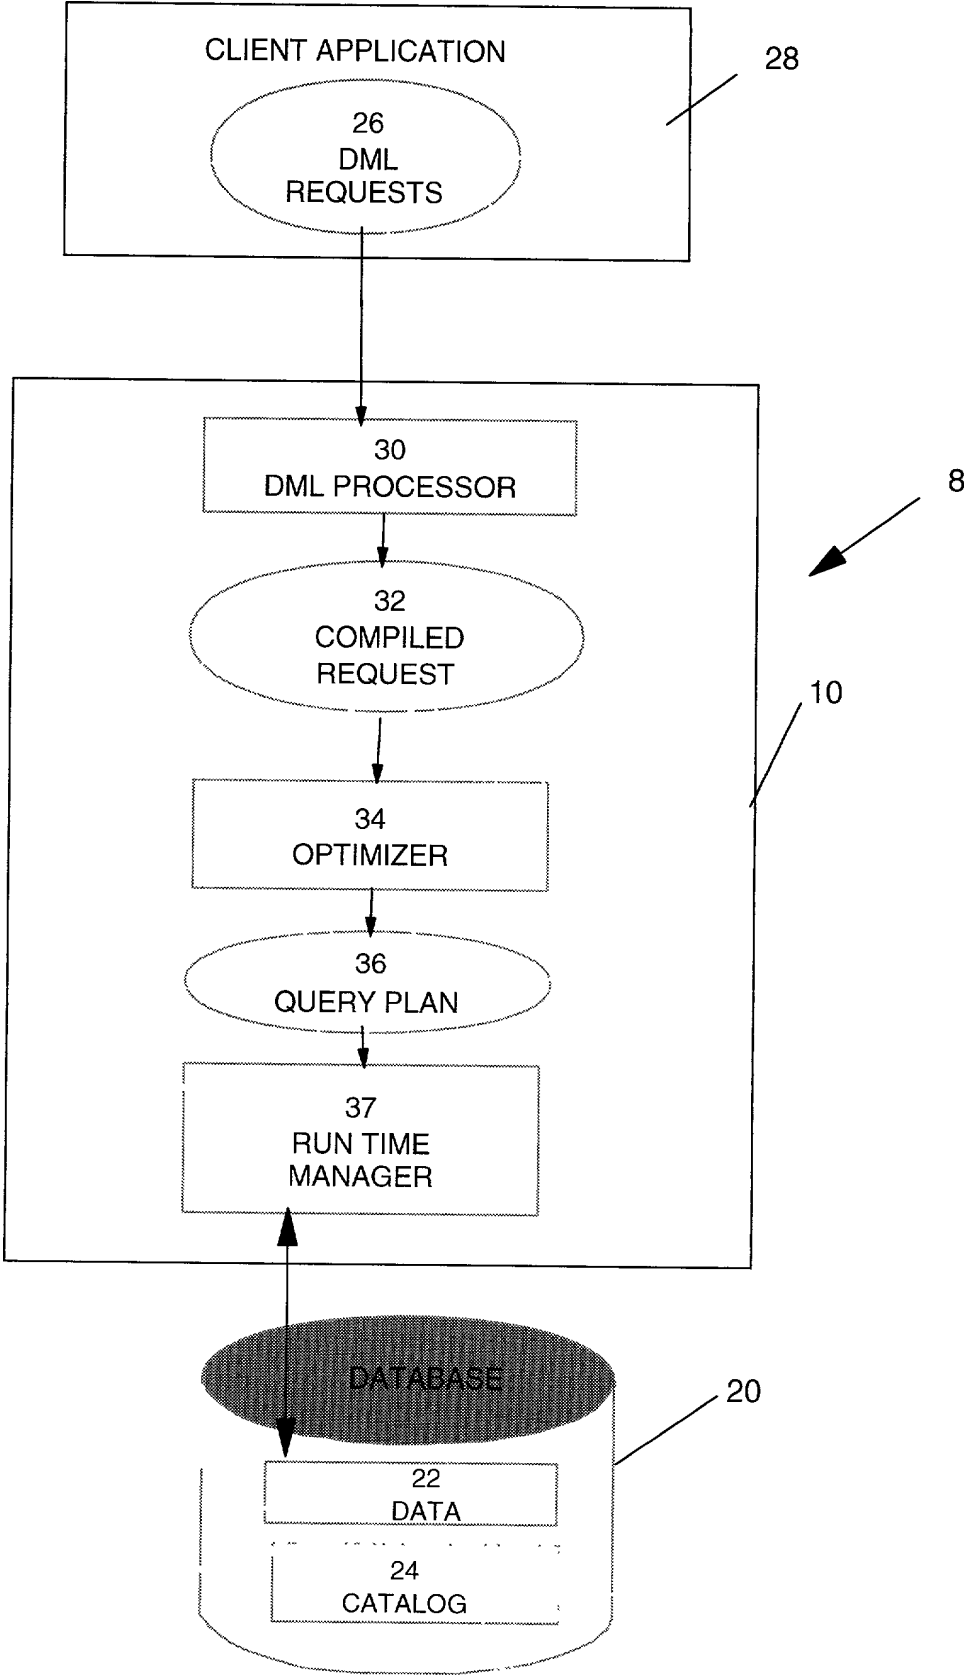 CLIENT APPLICATION
28
26
DML
REQUESTS
30
DML PROCESSOR
8
32
COMPILED
REQUEST
10
34
OPTIMIZER
36
QUERY PLAN
37
RUN TIME
MANAGER
DATABASE
20
22
DATA
24
CATALOG